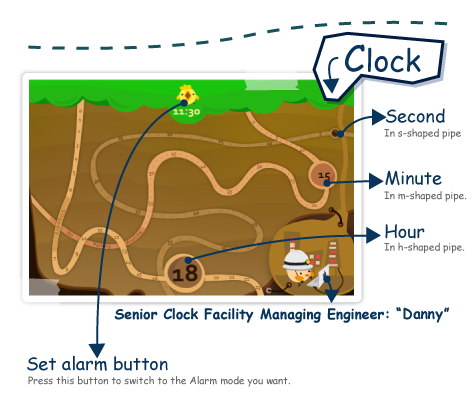 Clock
11:30
Second
In s-shaped pipe
15
Minute
In m-shaped pipe.
Hour
In h-shaped pipe.
18
Senior Clock Facility Managing Engineer: “Danny”
Set alarm button
Press this button to switch to the Alarm mode you want.